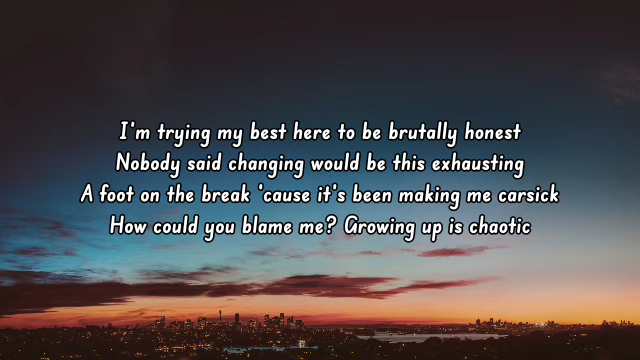 I'm trying my best here to be brutally honest
Nobody said changing would be this exhausting
A foot on the break 'cause it's been making me carsick
How could you blame me? Growing up is chaotic